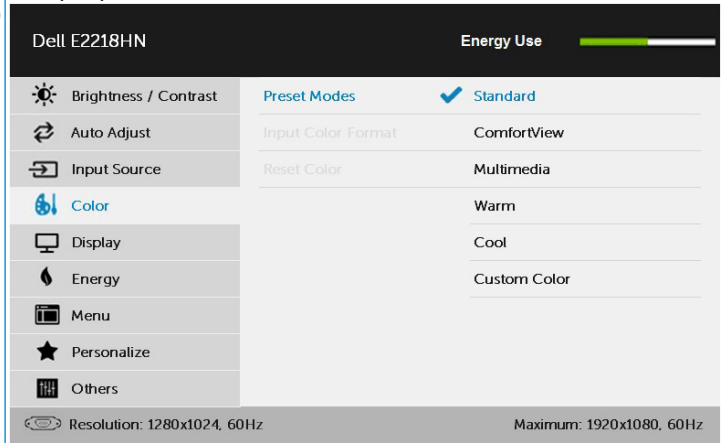 Dell E2218HN Energy Use
Brightness / Contrast Preset Modes Standard
Auto Adjust Input Color Format ComfortView
Input Source Reset Color Multimedia
Color Warm
Display Cool
Energy Custom Color
Menu
Personalize
Others
Resolution: 1280x1024, 60Hz Maximum: 1920x1080, 60Hz